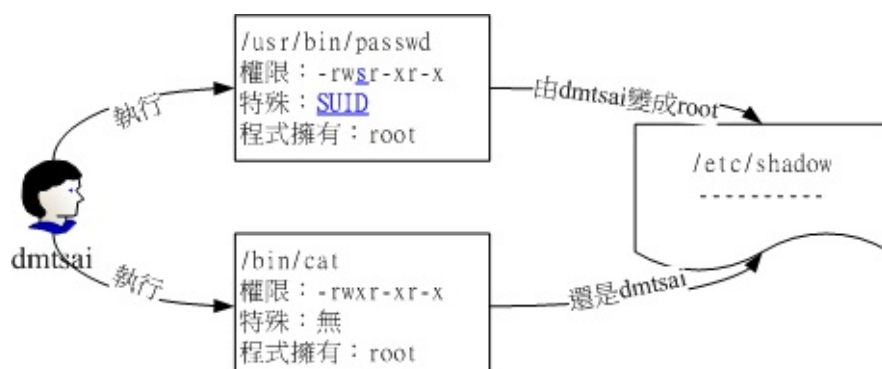 /usr/bin/passwd
權限：-rwsr-xr-x
特殊：SUID
程式擁有：root
執行
由dmtsai變成root
/etc/shadow
----------
dmtsai
執行
/bin/cat
權限：-rwxr-xr-x
特殊：無
程式擁有：root
還是dmtsai